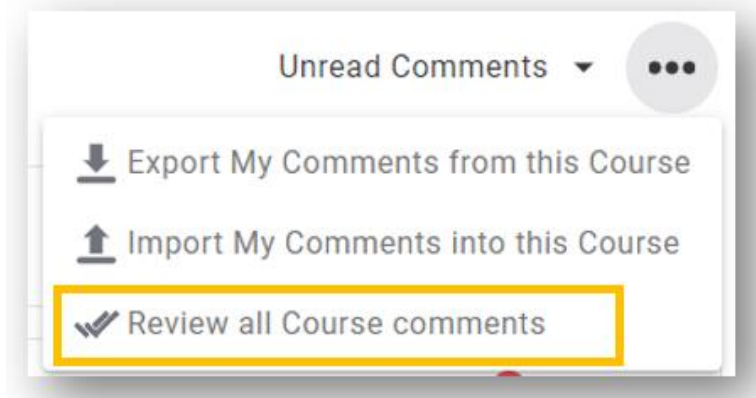 Unread Comments
Export My Comments from this Course
Import My Comments into this Course
Review all Course comments